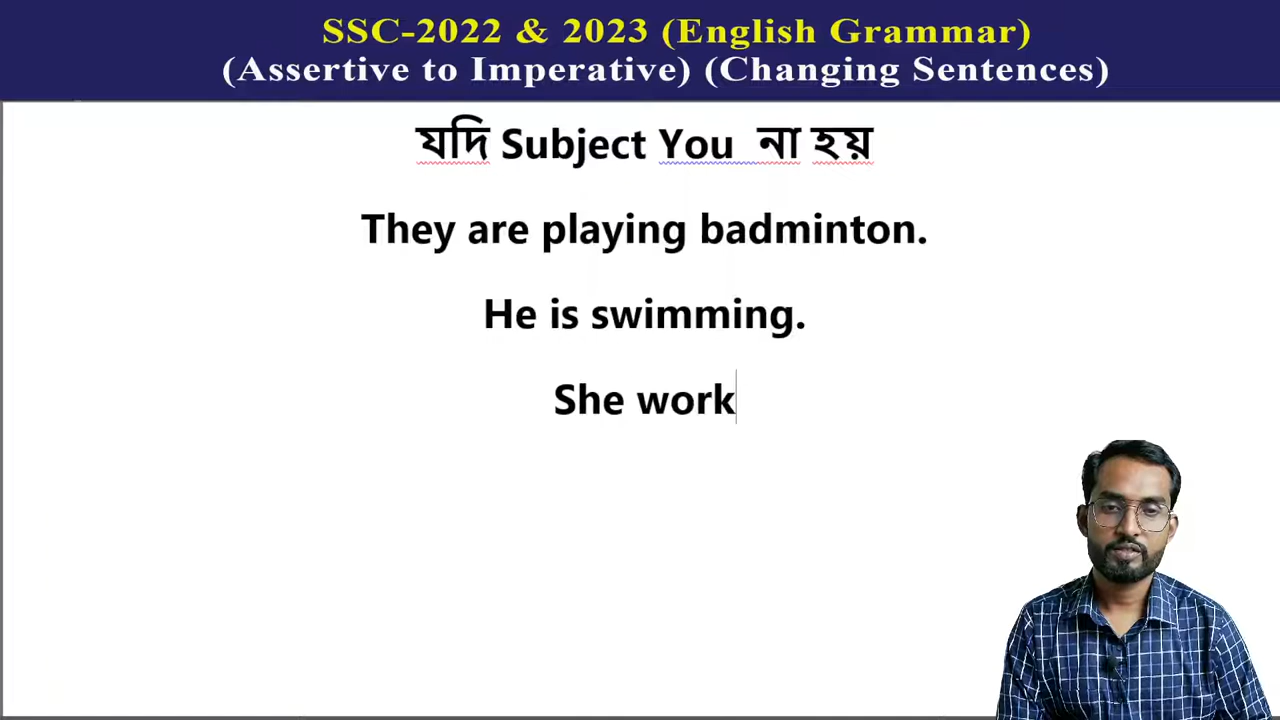 SSC-2022 & 2023 (English Grammar)
(Assertive to Imperative) (Changing Sentences)
যদি Subject You না হয়
They are playing badminton.
He is swimming.
She work